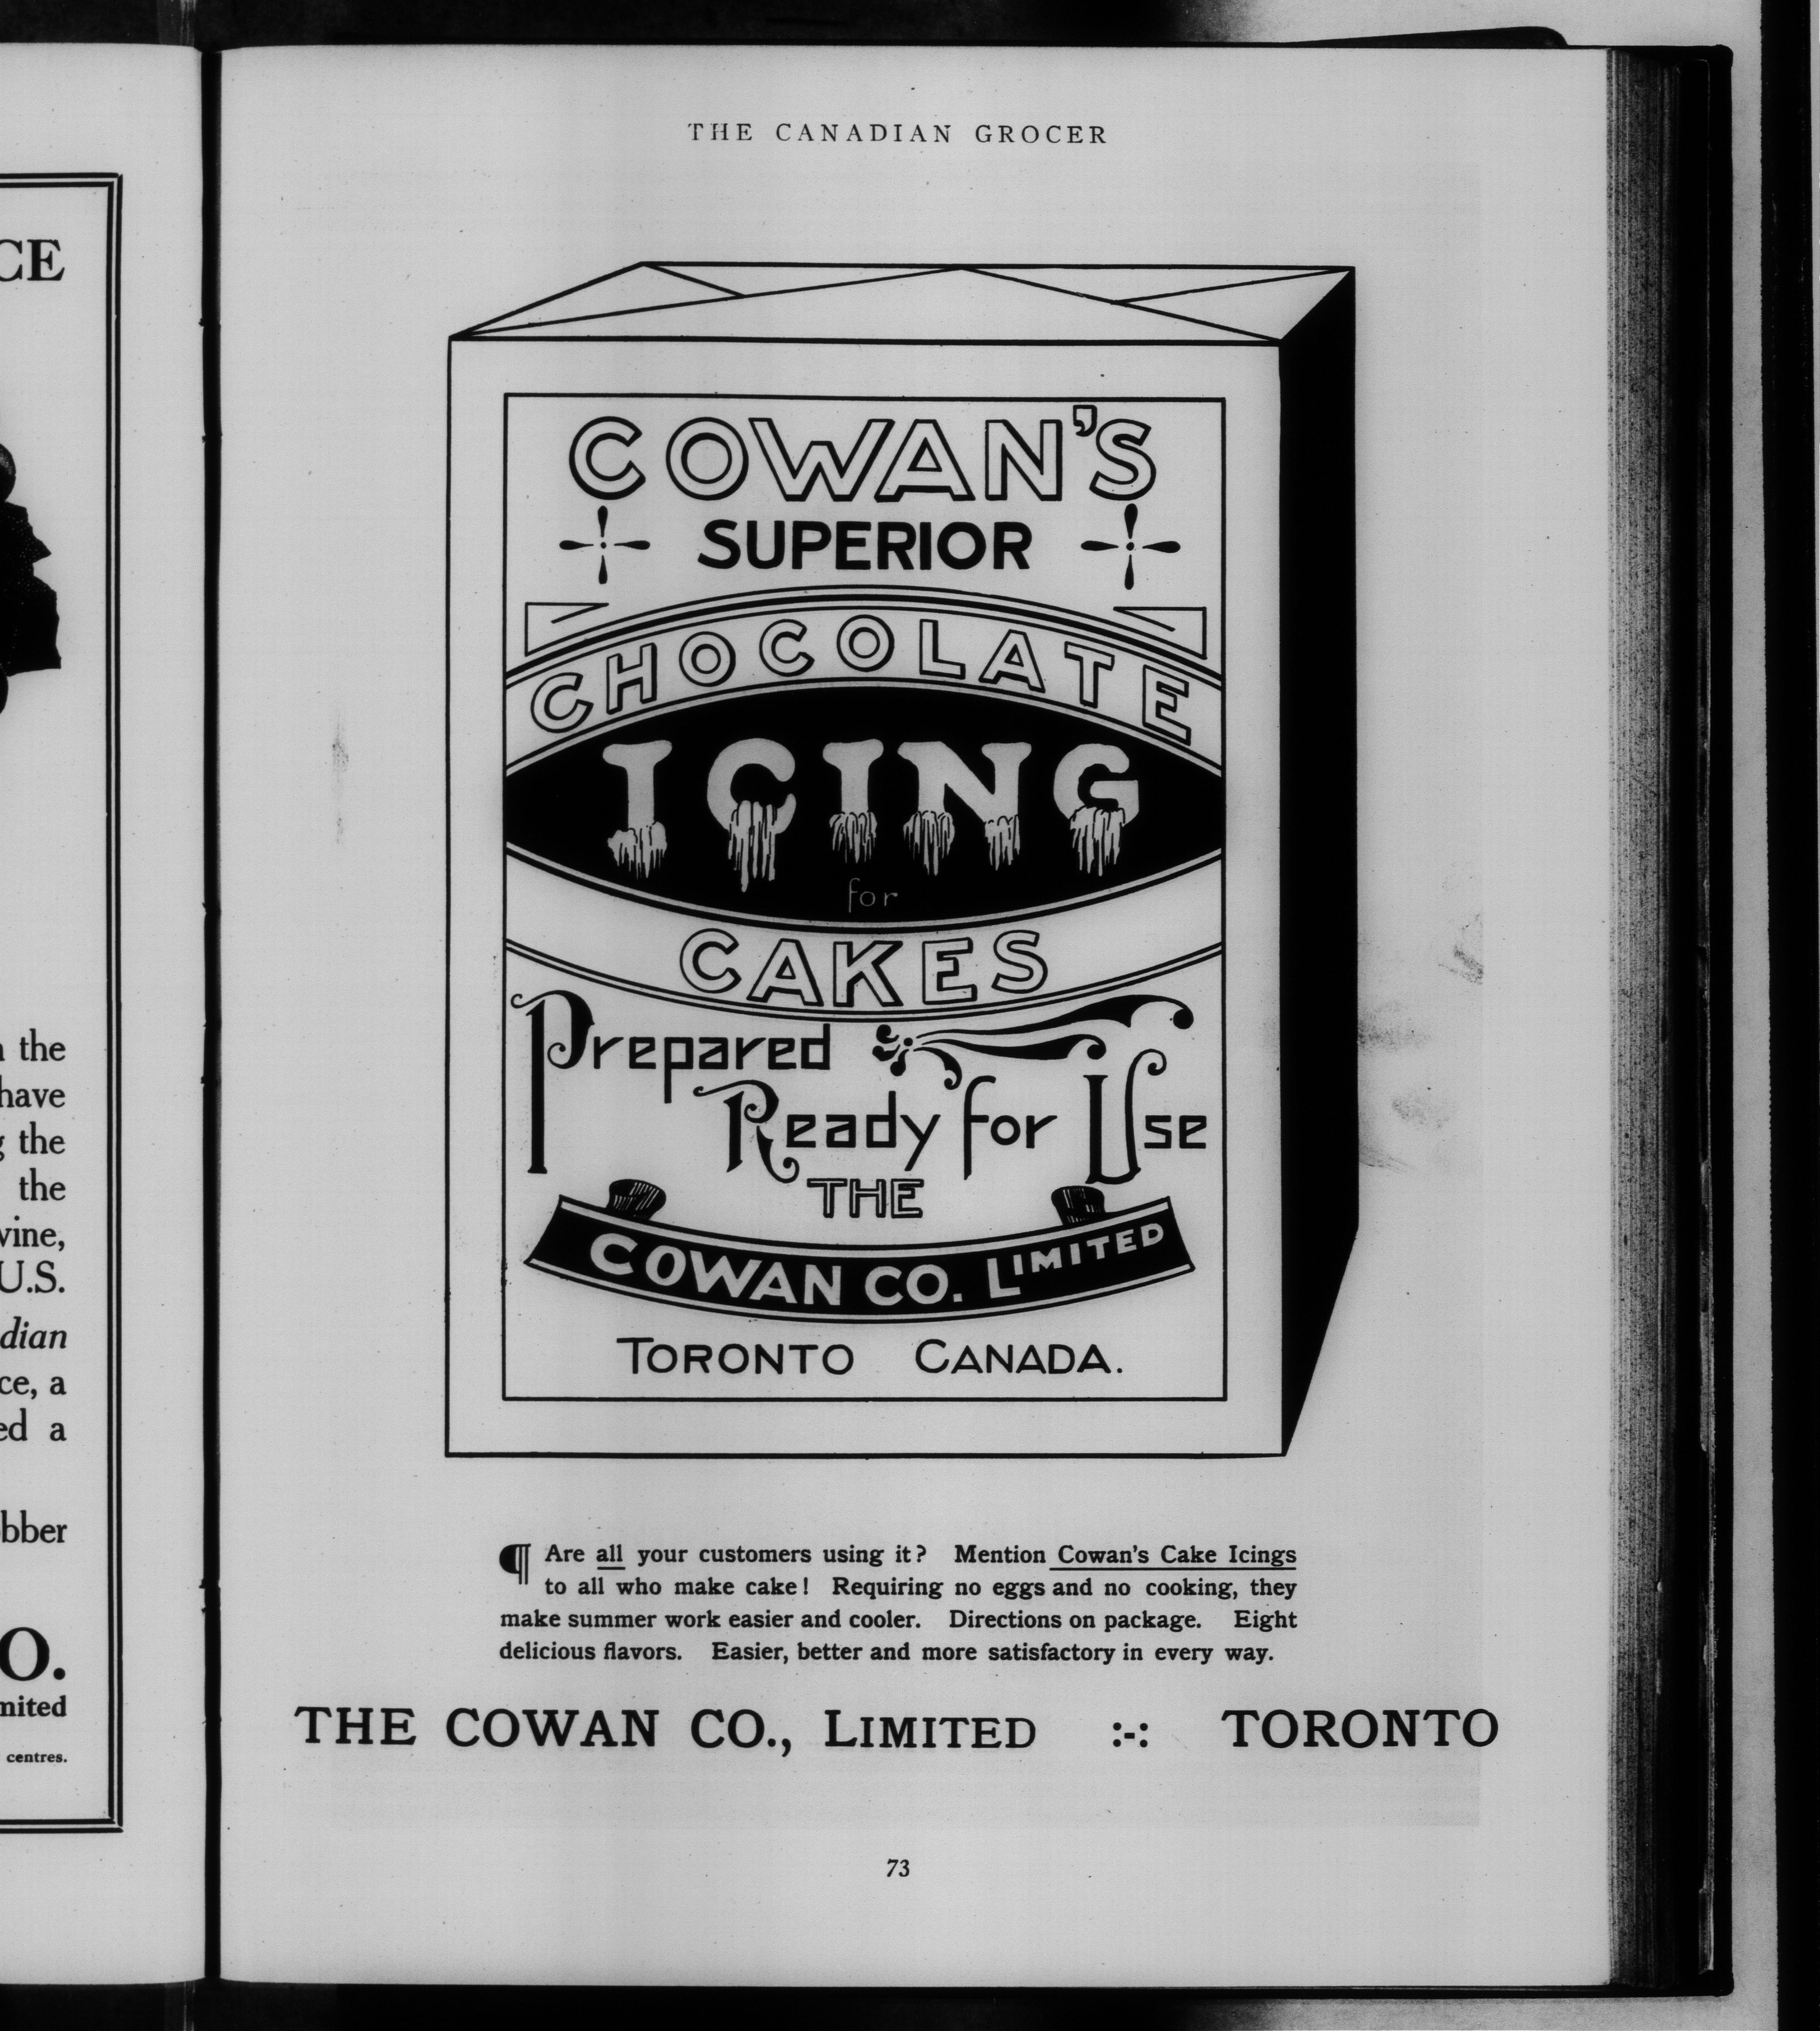 CE
n the
have
g the
the
vine,
U.S.
dian
ce, a
ed a
bber
O.
mited
centres.
THE CANADIAN GROCER
COWAN'S
SUPERIOR
CHOCOLATE
ICING
for
CAKES
Prepared
Ready for Use
THE
COWAN CO. LIMITED
TORONTO CANADA.
¶ Are all your customers using it? Mention Cowan's Cake Icings
to all who make cake! Requiring no eggs and no cooking, they
make summer work easier and cooler. Directions on package. Eight
delicious flavors. Easier, better and more satisfactory in every way.
THE COWAN CO., LIMITED :-: TORONTO
73